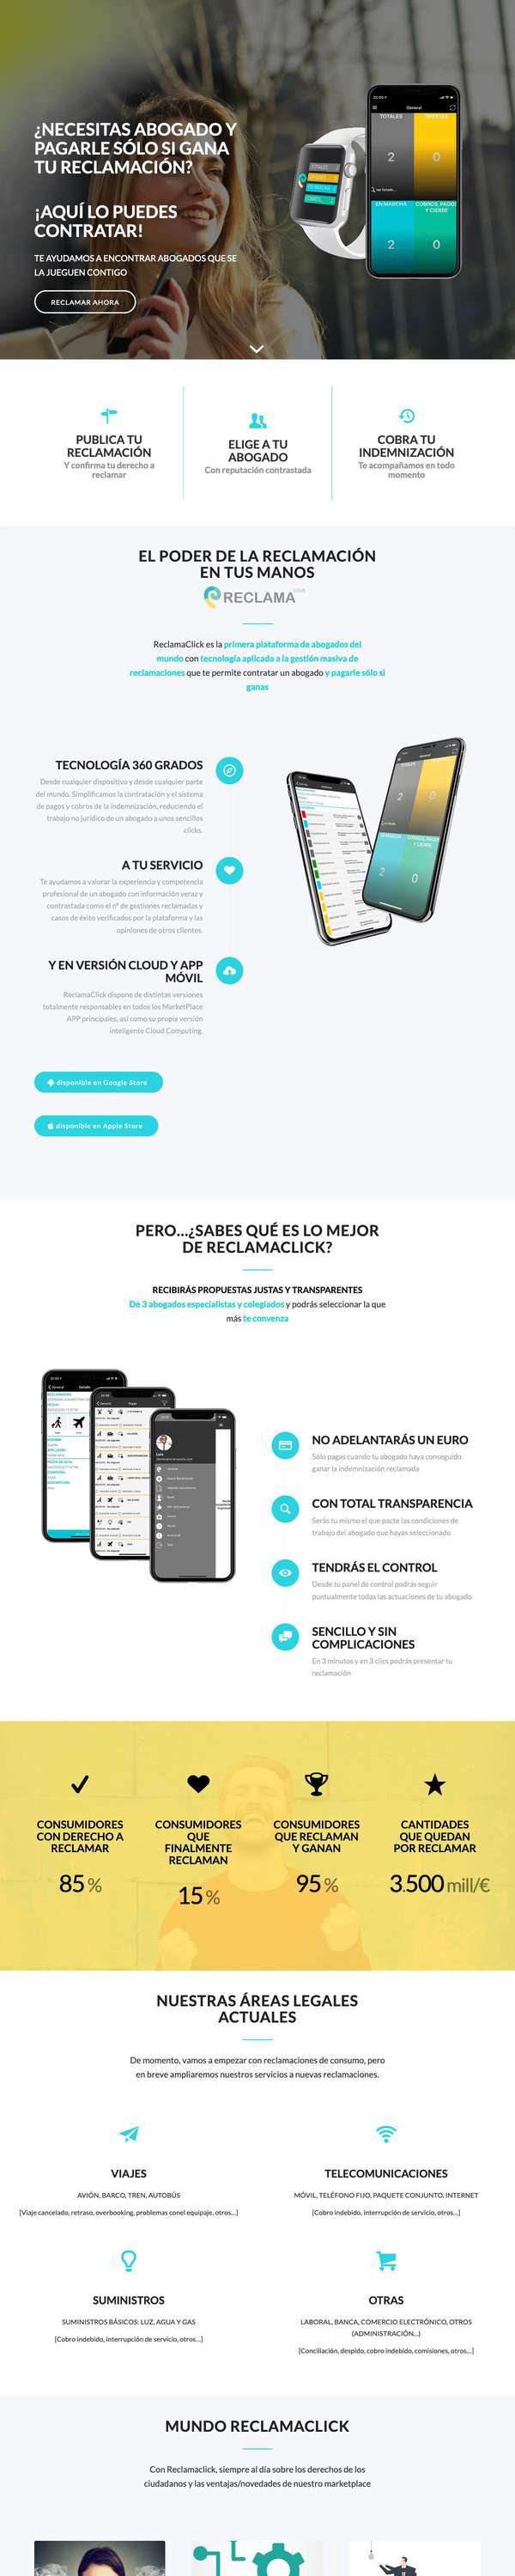 ¿NECESITAS ABOGADO Y
PAGARLE SÓLO SI GANA
TU RECLAMACIÓN?
¡AQUÍ LO PUEDES
CONTRATAR!
TE AYUDAMOS A ENCONTRAR ABOGADOS QUE SE
LA JUEGUEN CONTIGO
RECLAMAR AHORA
General
TOTALES
2
0
EN MARCHA
COBROS, PAGOS
Y CIERRE
2
0
PUBLICA TU
RECLAMACIÓN
Y confirma tu derecho a
reclamar
ELIGE A TU
ABOGADO
Con reputación contrastada
COBRA TU
INDEMNIZACIÓN
Te acompañamos en todo
momento
EL PODER DE LA RECLAMACIÓN
EN TUS MANOS
RECLAMA
ReclamaClick es la primera plataforma de abogados del
mundo con tecnología aplicada a la gestión masiva de
reclamaciones que te permite contratar un abogado y pagarle sólo si
ganas
TECNOLOGÍA 360 GRADOS
Desde cualquier dispositivo y desde cualquier parte
del mundo. Simplificamos la contratación y el sistema
de pagos y cobros de la indemnización, reduciendo el
trabajo no jurídico de un abogado a unos sencillos
clicks.
A TU SERVICIO
Te ayudamos a valorar la experiencia y competencia
profesional de un abogado con información veraz y
contrastada como el nº de gestiones reclamadas y
casos de éxito verificados por la plataforma y las
opiniones de otros clientes.
Y EN VERSIÓN CLOUD Y APP
MÓVIL
ReclamaClick dispone de distintas versiones
totalmente responsables en todos los MarketPlace
APP principales, así como su propia versión
inteligente Cloud Computing.
2
0
2
0
disponible en Google Store
disponible en Apple Store
PERO...¿SABES QUÉ ES LO MEJOR
DE RECLAMACLICK?
RECIBIRÁS PROPUESTAS JUSTAS Y TRANSPARENTES
De 3 abogados especialistas y colegiados y podrás seleccionar la que
más te convenza
NO ADELANTARÁS UN EURO
Sólo pagas cuando tu abogado haya conseguido
ganar la indemnización reclamada
CON TOTAL TRANSPARENCIA
Serás tu mismo el que pacte las condiciones de
trabajo del abogado que hayas seleccionado
TENDRÁS EL CONTROL
Desde tu panel de control podrás seguir
puntualmente todas las actuaciones de tu abogado
SENCILLO Y SIN
COMPLICACIONES
En 3 minutos y en 3 clics podrás presentar tu
reclamación
CONSUMIDORES
CON DERECHO A
RECLAMAR
85 %
CONSUMIDORES
QUE
FINALMENTE
RECLAMAN
15 %
CONSUMIDORES
QUE RECLAMAN
Y GANAN
95 %
CANTIDADES
QUE QUEDAN
POR RECLAMAR
3.500 mill/€
NUESTRAS ÁREAS LEGALES
ACTUALES
De momento, vamos a empezar con reclamaciones de consumo, pero
en breve ampliaremos nuestros servicios a nuevas reclamaciones.
VIAJES
AVIÓN, BARCO, TREN, AUTOBÚS
[Viaje cancelado, retraso, overbooking, problemas conel equipaje, otros...]
TELECOMUNICACIONES
MÓVIL, TELÉFONO FIJO, PAQUETE CONJUNTO, INTERNET
[Cobro indebido, interrupción de servicio, otros...]
SUMINISTROS
SUMINISTROS BÁSICOS: LUZ, AGUA Y GAS
[Cobro indebido, interrupción de servicio, otros...]
OTRAS
LABORAL, BANCA, COMERCIO ELECTRÓNICO, OTROS
(ADMINISTRACIÓN...)
[Conciliación, despido, cobro indebido, comisiones, otros...]
MUNDO RECLAMACLICK
Con Reclamaclick, siempre al día sobre los derechos de los
ciudadanos y las ventajas/novedades de nuestro marketplace